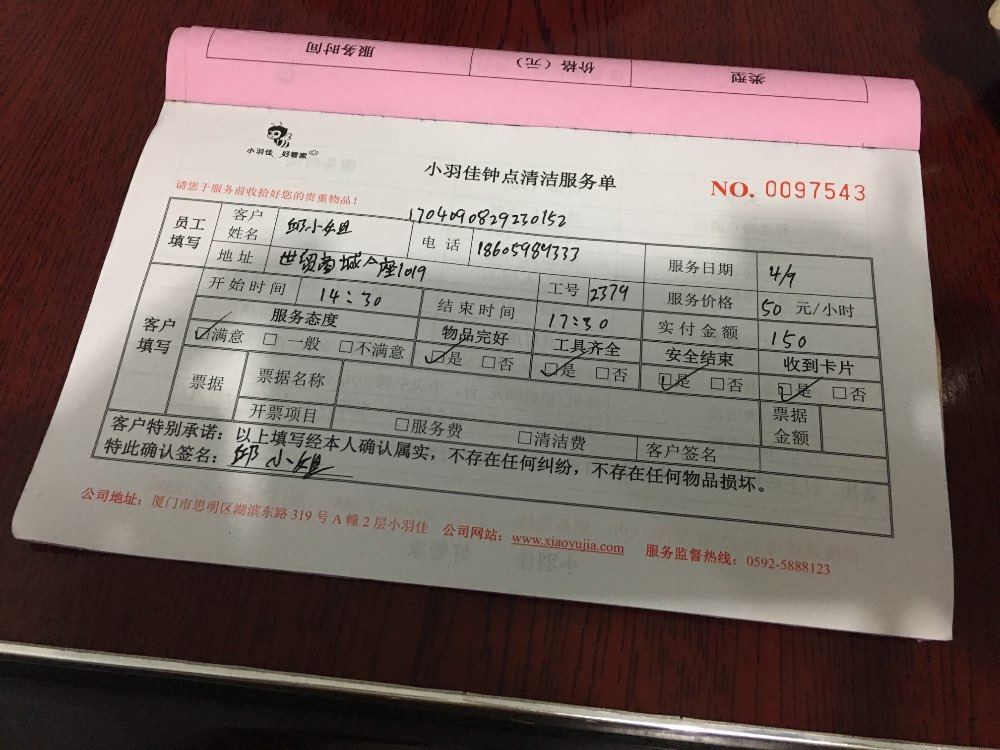 服务时间 价格（元） 类型
小羽佳 好管家
小羽佳钟点清洁服务单
NO. 0097543
请您于服务前收拾好您的贵重物品！
1704090829230152
员工填写 客户姓名 邱小姐 电话 18605984333 服务日期 4/9
地址 世贸商城A座1019 工号 2379 服务价格 50 元/小时
客户填写 开始时间 14:30 结束时间 17:30 实付金额 150
服务态度 物品完好 工具齐全 安全结束 收到卡片
☑满意 □一般 □不满意 ☑是 □否 ☑是 □否 ☑是 □否 ☑是 □否
票据 票据名称 票据金额
开票项目 □服务费 □清洁费 客户签名
客户特别承诺：以上填写经本人确认属实，不存在任何纠纷，不存在任何物品损坏。
特此确认签名：邱小姐
公司地址：厦门市思明区湖滨东路 319 号 A 幢 2 层小羽佳 公司网站：www.xiaoyujia.com 服务监督热线：0592-5888123